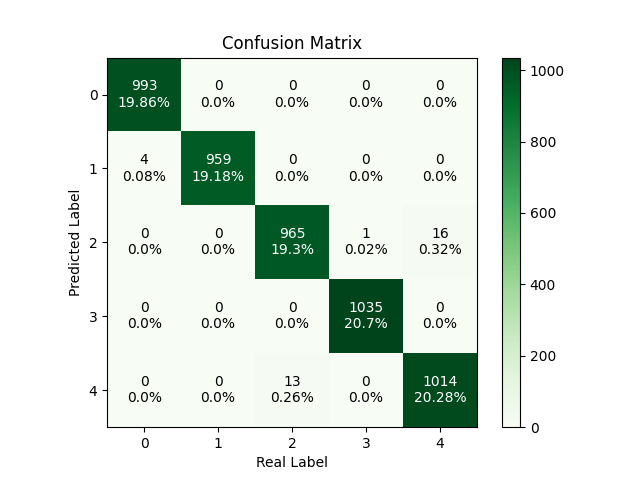 Confusion Matrix
993 0 0 0 0
0 19.86% 0.0% 0.0% 0.0% 0.0%
4 959 0 0 0
1 0.08% 19.18% 0.0% 0.0% 0.0%
0 0 965 1 16
2 0.0% 0.0% 19.3% 0.02% 0.32%
0 0 0 1035 0
3 0.0% 0.0% 0.0% 20.7% 0.0%
0 0 13 0 1014
4 0.0% 0.0% 0.26% 0.0% 20.28%
0 1 2 3 4
Real Label
Predicted Label
1000
800
600
400
200
0